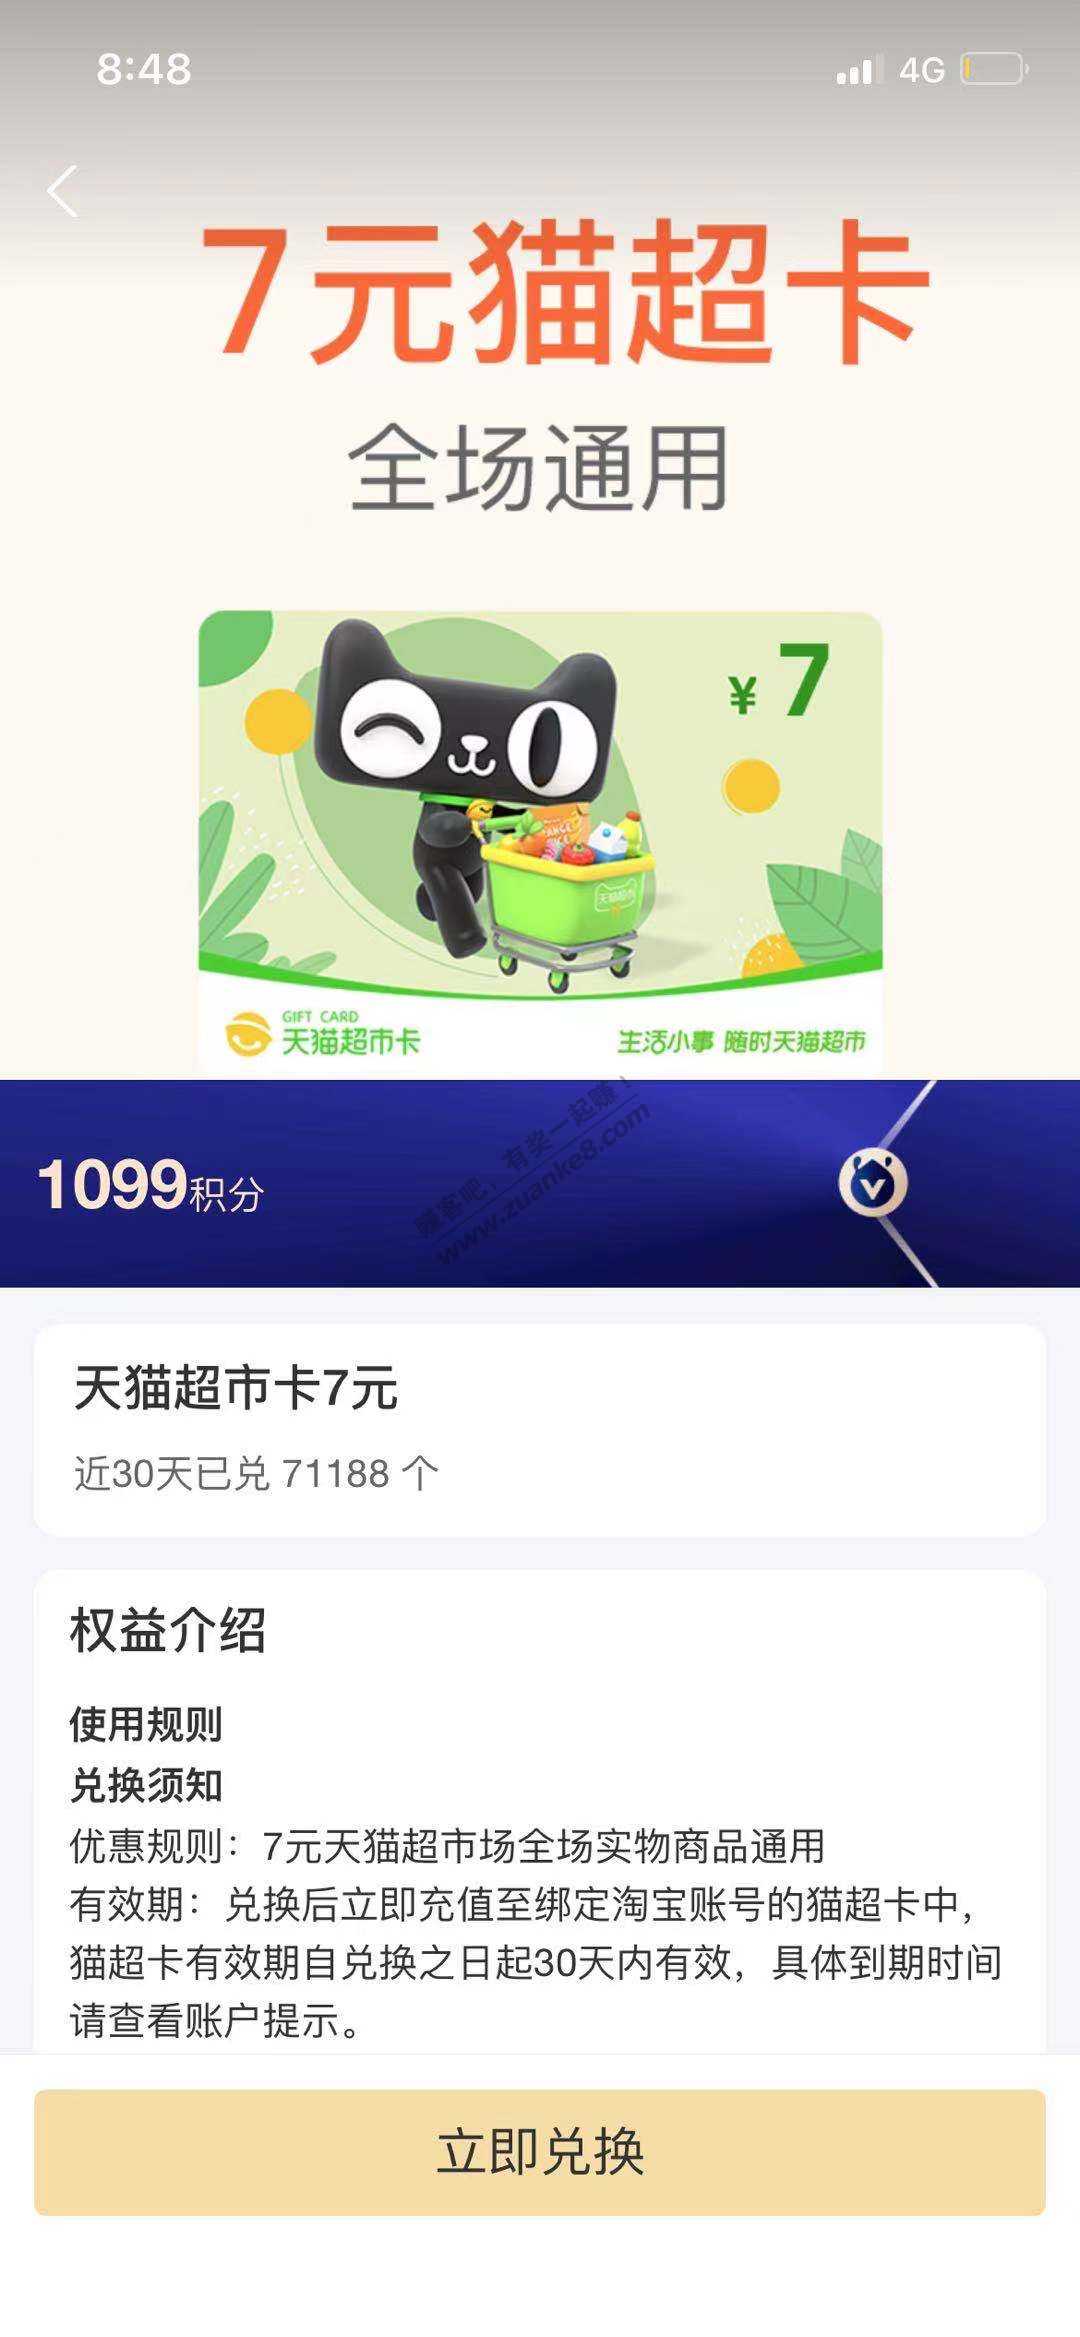 8:48
4G
7元猫超卡
全场通用
¥ 7
天猫超市
GIFT CARD
天猫超市卡
生活小事 随时天猫超市
1099积分
赚客吧，有奖一起赚！
www.zuanke8.com
天猫超市卡7元
近30天已兑 71188 个
权益介绍
使用规则
兑换须知
优惠规则：7元天猫超市场全场实物商品通用
有效期：兑换后立即充值至绑定淘宝账号的猫超卡中，
猫超卡有效期自兑换之日起30天内有效，具体到期时间
请查看账户提示。
立即兑换